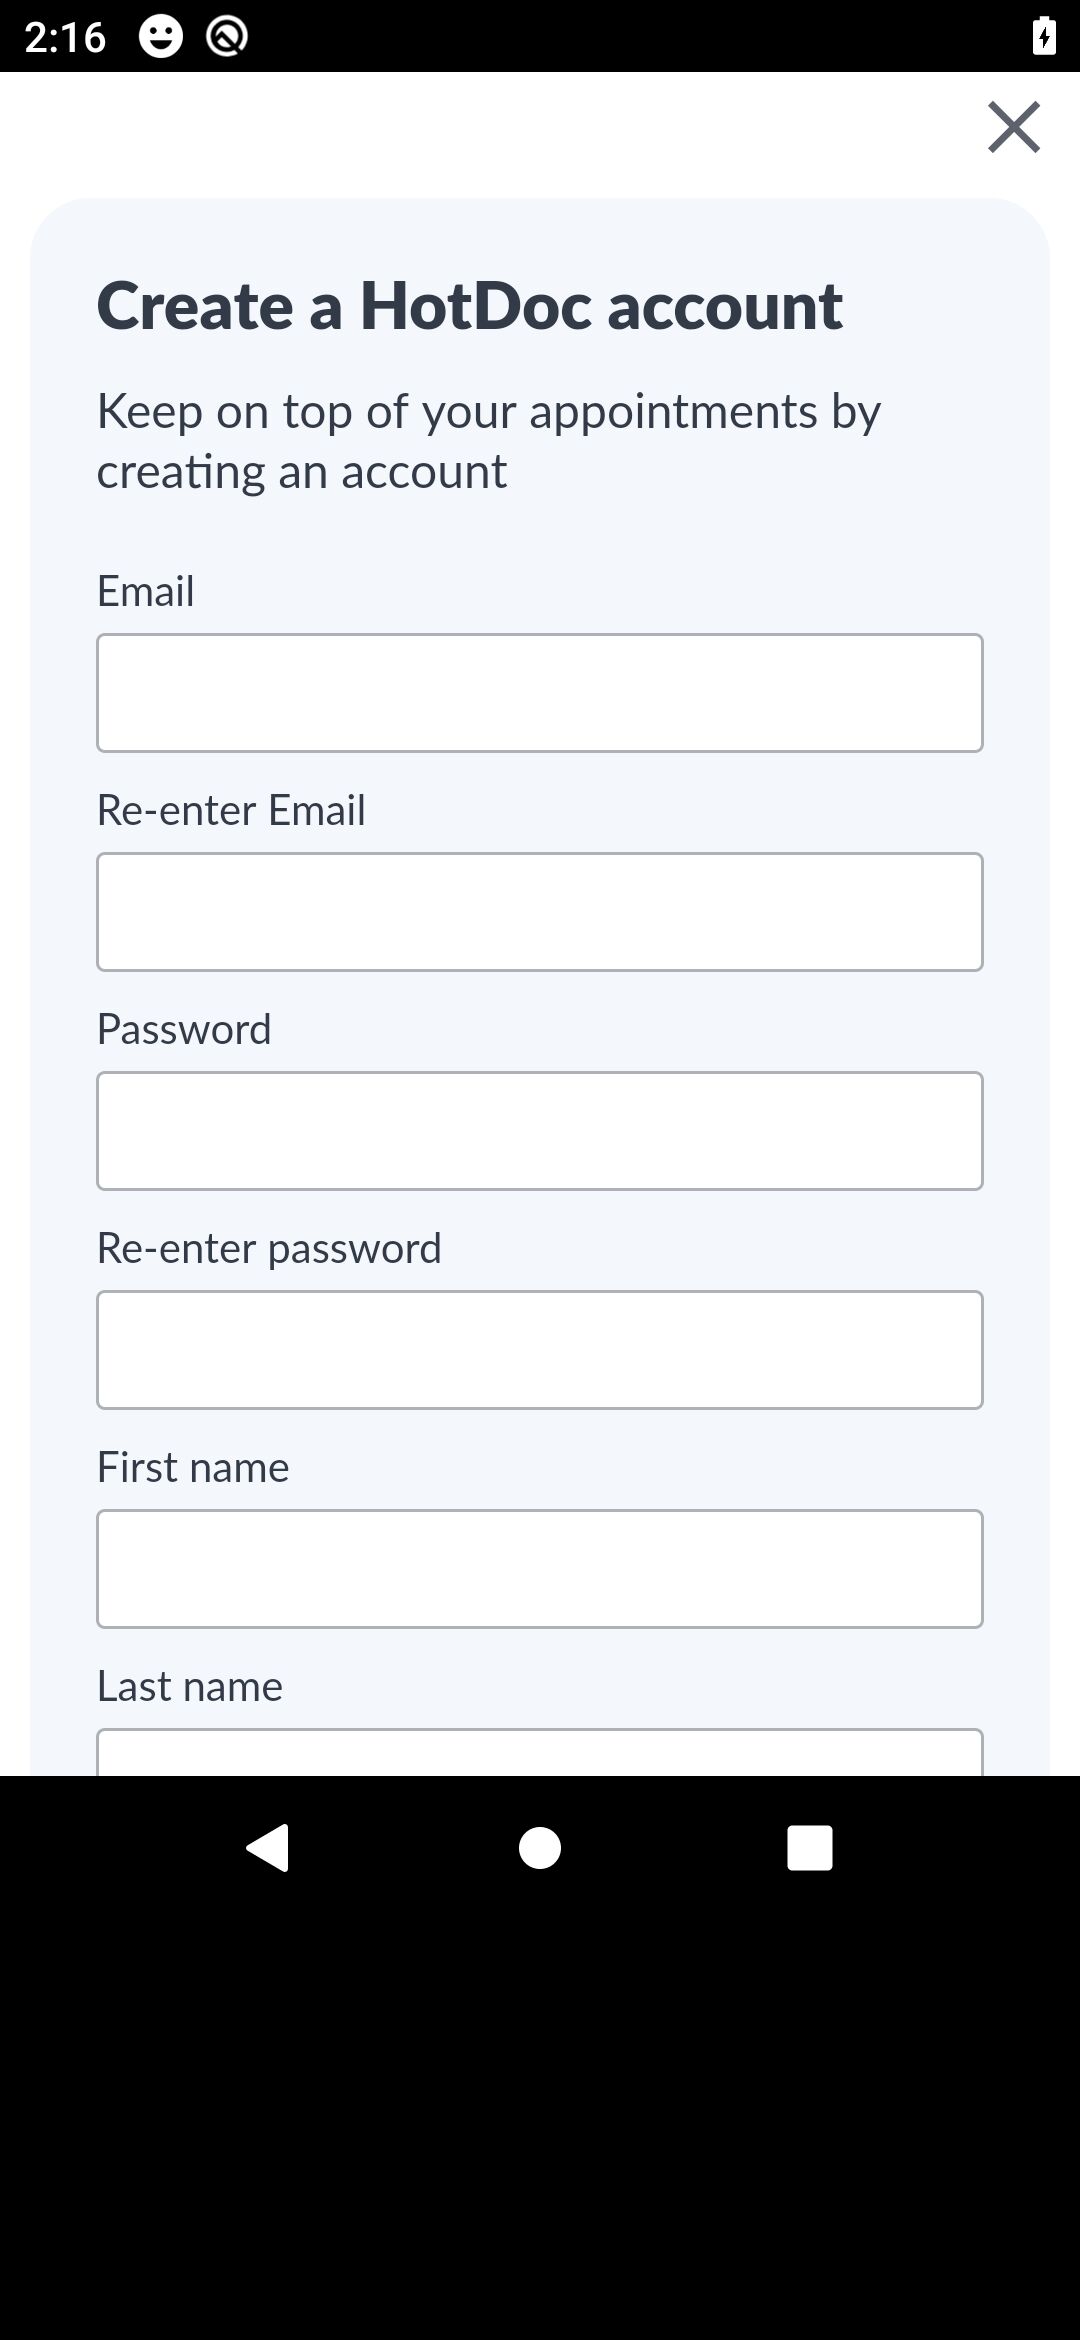 2:16
Create a HotDoc account
Keep on top of your appointments by
creating an account
Email
Re-enter Email
Password
Re-enter password
First name
Last name